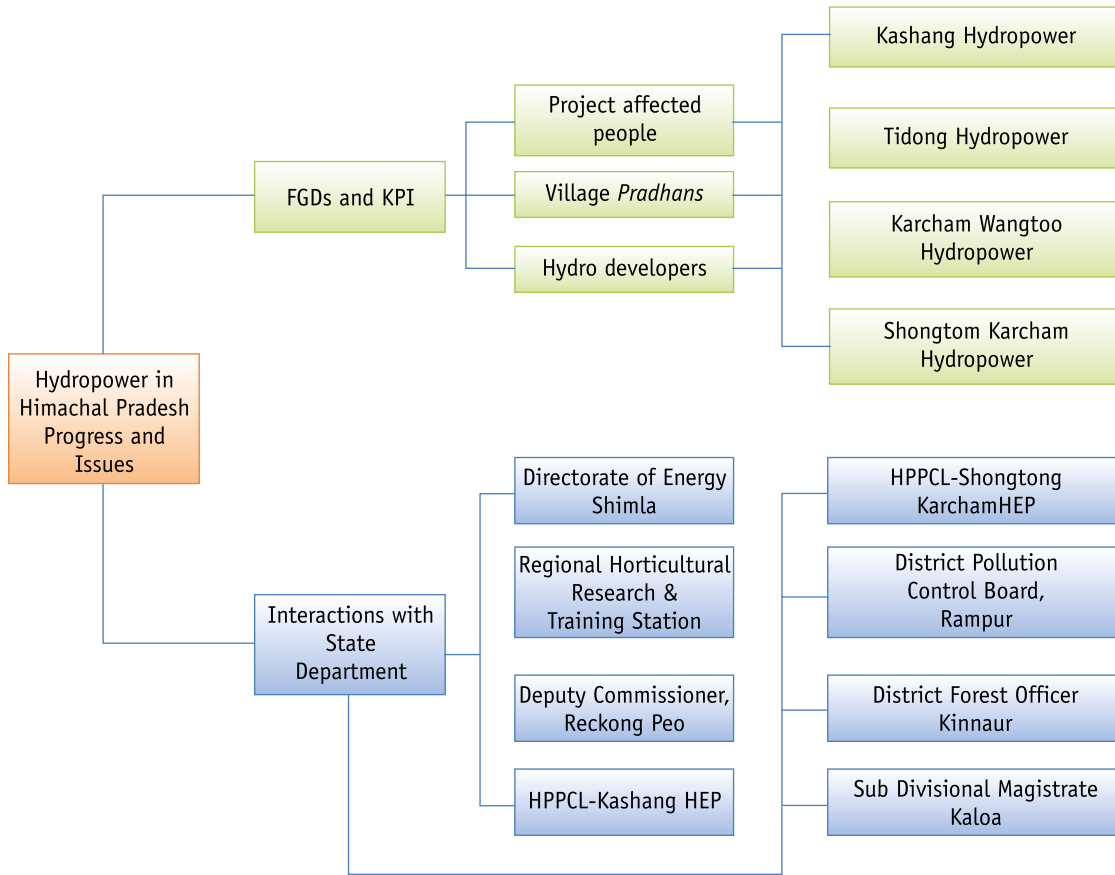 Hydropower in
Himachal Pradesh
Progress and
Issues
FGDs and KPI
Project affected
people
Village Pradhans
Hydro developers
Kashang Hydropower
Tidong Hydropower
Karcham Wangtoo
Hydropower
Shongtom Karcham
Hydropower
Interactions with
State
Department
Directorate of Energy
Shimla
Regional Horticultural
Research &
Training Station
Deputy Commissioner,
Reckong Peo
HPPCL-Kashang HEP
HPPCL-Shongtong
KarchamHEP
District Pollution
Control Board,
Rampur
District Forest Officer
Kinnaur
Sub Divisional Magistrate
Kaloa